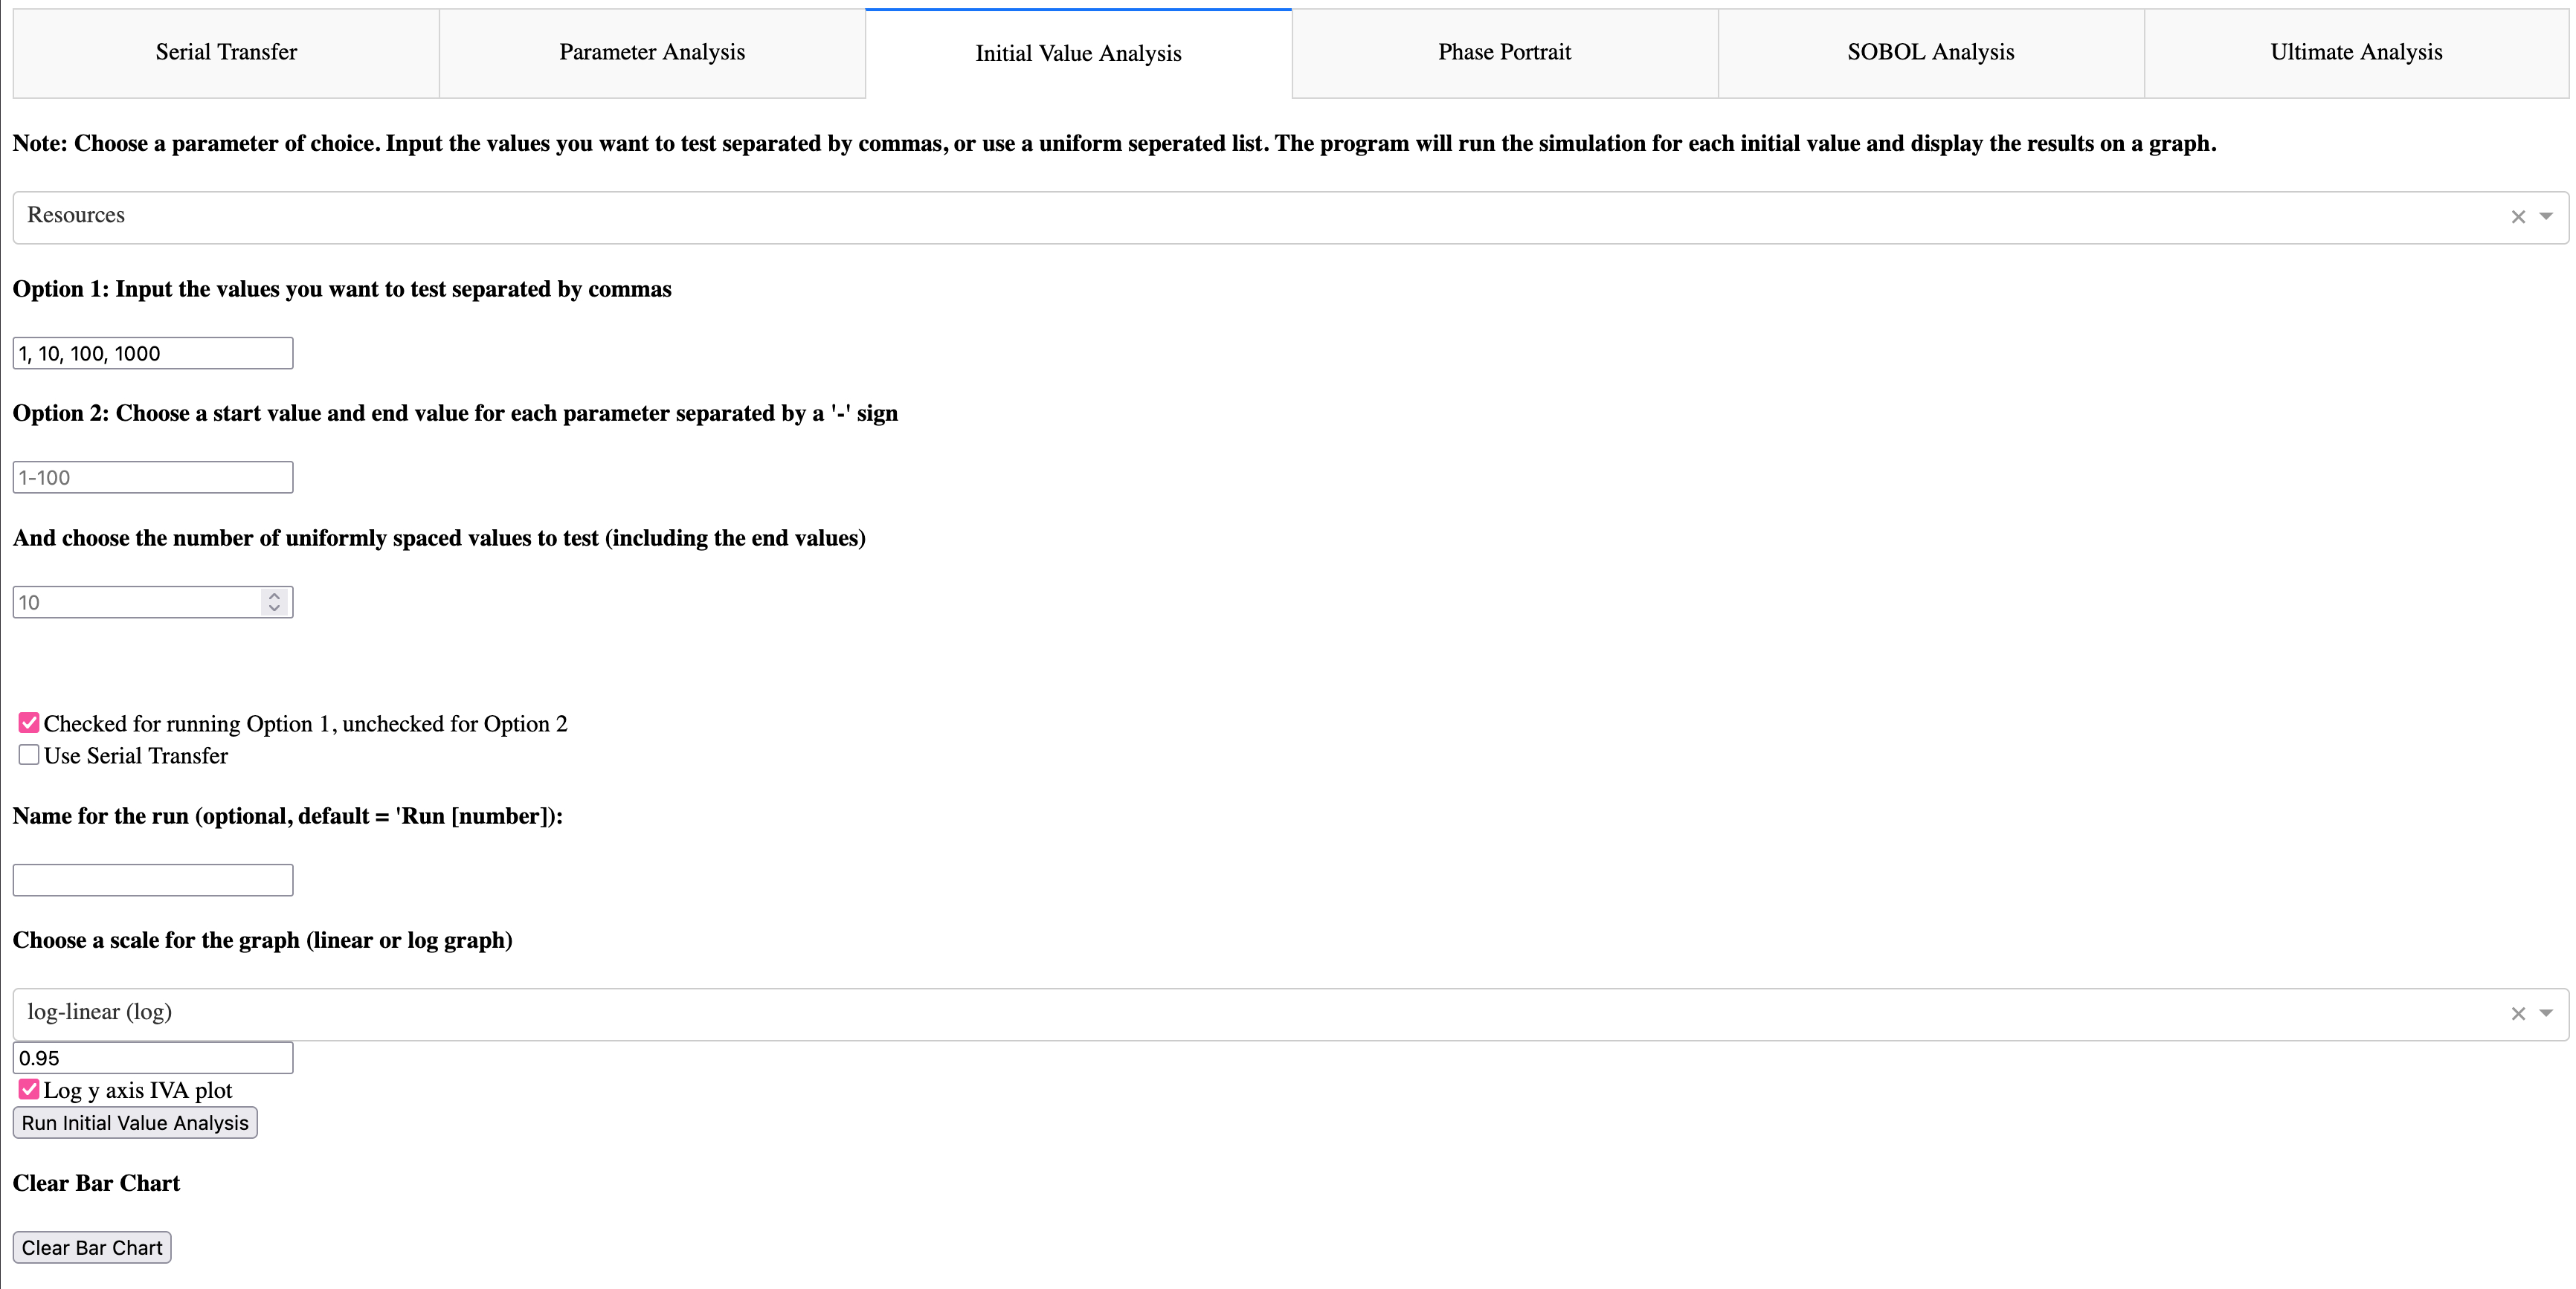 Serial Transfer
Parameter Analysis
Initial Value Analysis
Phase Portrait
SOBOL Analysis
Ultimate Analysis
Note: Choose a parameter of choice. Input the values you want to test separated by commas, or use a uniform seperated list. The program will run the simulation for each initial value and display the results on a graph.
Resources
Option 1: Input the values you want to test separated by commas
1, 10, 100, 1000
Option 2: Choose a start value and end value for each parameter separated by a '-' sign
1-100
And choose the number of uniformly spaced values to test (including the end values)
10
Checked for running Option 1, unchecked for Option 2
Use Serial Transfer
Name for the run (optional, default = 'Run [number]):
Choose a scale for the graph (linear or log graph)
log-linear (log)
0.95
Log y axis IVA plot
Run Initial Value Analysis
Clear Bar Chart
Clear Bar Chart